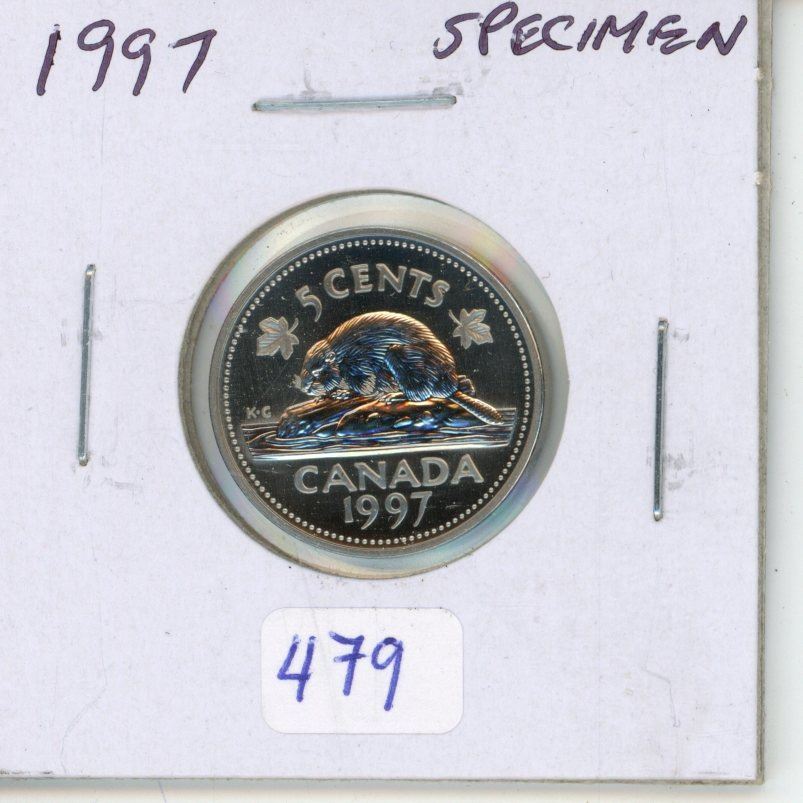 1997 SPECIMEN
5 CENTS
K·G
CANADA
1997
479